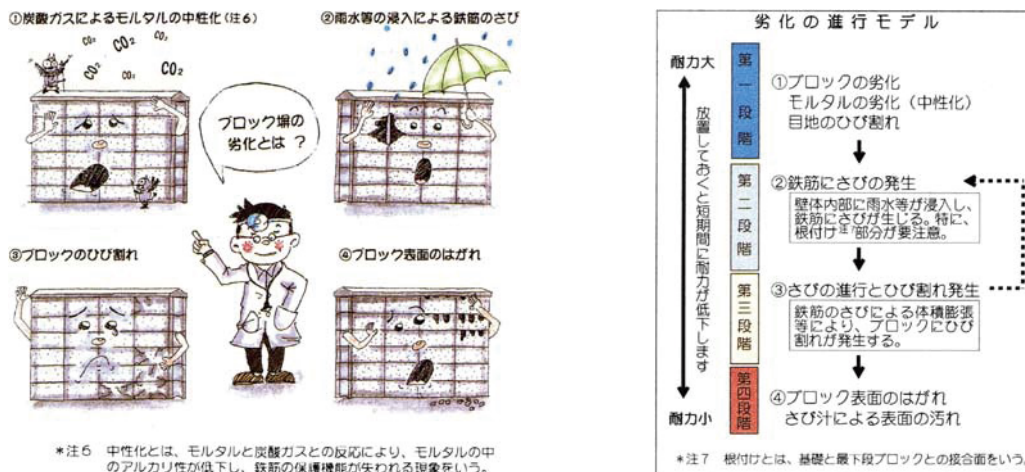 ①炭酸ガスによるモルタルの中性化(注6)
CO₂ CO₂ CO₂
CO₂ CO₂ CO₂
②雨水等の浸入による鉄筋のさび
ブロック塀の
劣化とは?
③ブロックのひび割れ
④ブロック表面のはがれ
*注6 中性化とは、モルタルと炭酸ガスとの反応により、モルタルの中
のアルカリ性が低下し、鉄筋の保護機能が失われる現象をいう。
劣化の進行モデル
耐力大
放置しておくと短期間に耐力が低下します
耐力小
第一段階
①ブロックの劣化
モルタルの劣化(中性化)
目地のひび割れ
第二段階
②鉄筋にさびの発生
壁体内部に雨水等が浸入し、
鉄筋にさびが生じる。特に、
根付け注7部分が要注意。
第三段階
③さびの進行とひび割れ発生
鉄筋のさびによる体積膨張
等により、ブロックにひび
割れが発生する。
第四段階
④ブロック表面のはがれ
さび汁による表面の汚れ
*注7 根付けとは、基礎と最下段ブロックとの接合面をいう。